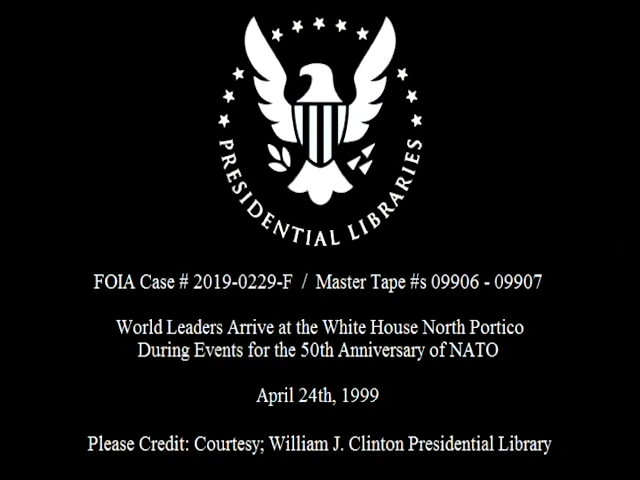 PRESIDENTIAL LIBRARIES
FOIA Case # 2019-0229-F / Master Tape #s 09906 - 09907
World Leaders Arrive at the White House North Portico
During Events for the 50th Anniversary of NATO
April 24th, 1999
Please Credit: Courtesy; William J. Clinton Presidential Library